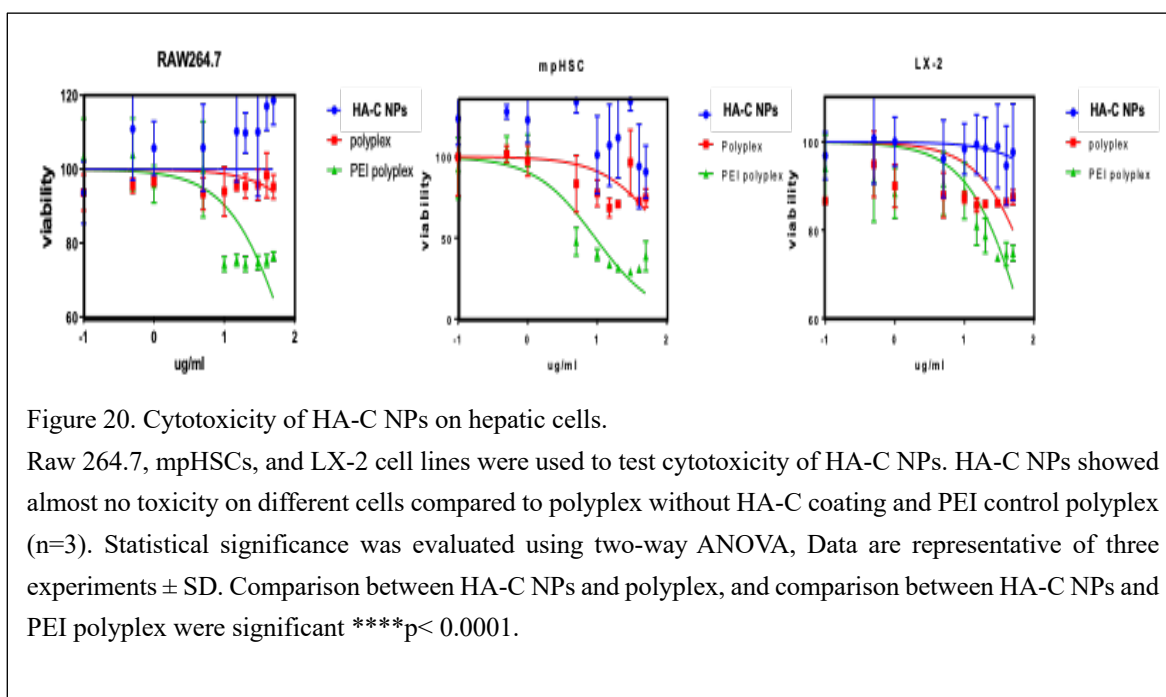 RAW264.7
120
100
80
60
viability
-1 0 1 2
ug/ml
HA-C NPs
polyplex
PEI polyplex
mpHSC
100
50
0
viability
-1 0 1 2
ug/ml
HA-C NPs
Polyplex
PEI polyplex
LX-2
100
80
60
viability
-1 0 1 2
ug/ml
HA-C NPs
polyplex
PEI polyplex
Figure 20. Cytotoxicity of HA-C NPs on hepatic cells.
Raw 264.7, mpHSCs, and LX-2 cell lines were used to test cytotoxicity of HA-C NPs. HA-C NPs showed
almost no toxicity on different cells compared to polyplex without HA-C coating and PEI control polyplex
(n=3). Statistical significance was evaluated using two-way ANOVA, Data are representative of three
experiments ± SD. Comparison between HA-C NPs and polyplex, and comparison between HA-C NPs and
PEI polyplex were significant ****p< 0.0001.